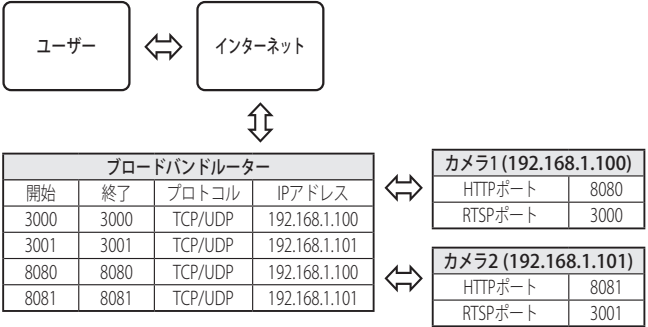 ユーザー
インターネット
ブロードバンドルーター
開始 終了 プロトコル IPアドレス
3000 3000 TCP/UDP 192.168.1.100
3001 3001 TCP/UDP 192.168.1.101
8080 8080 TCP/UDP 192.168.1.100
8081 8081 TCP/UDP 192.168.1.101
カメラ1 (192.168.1.100)
HTTPポート 8080
RTSPポート 3000
カメラ2 (192.168.1.101)
HTTPポート 8081
RTSPポート 3001